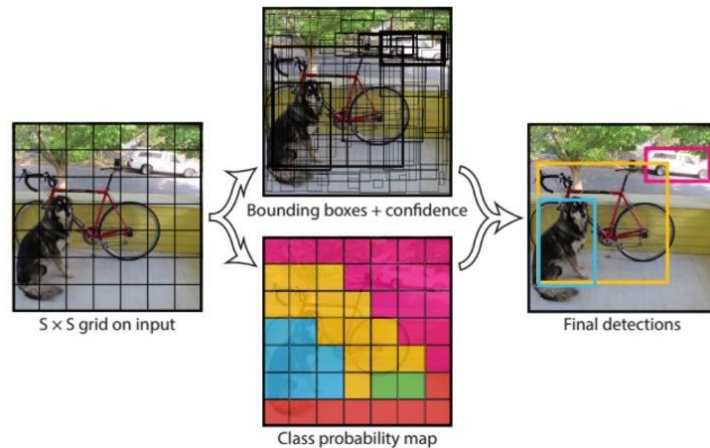 S × S grid on input
Bounding boxes + confidence
Class probability map
Final detections